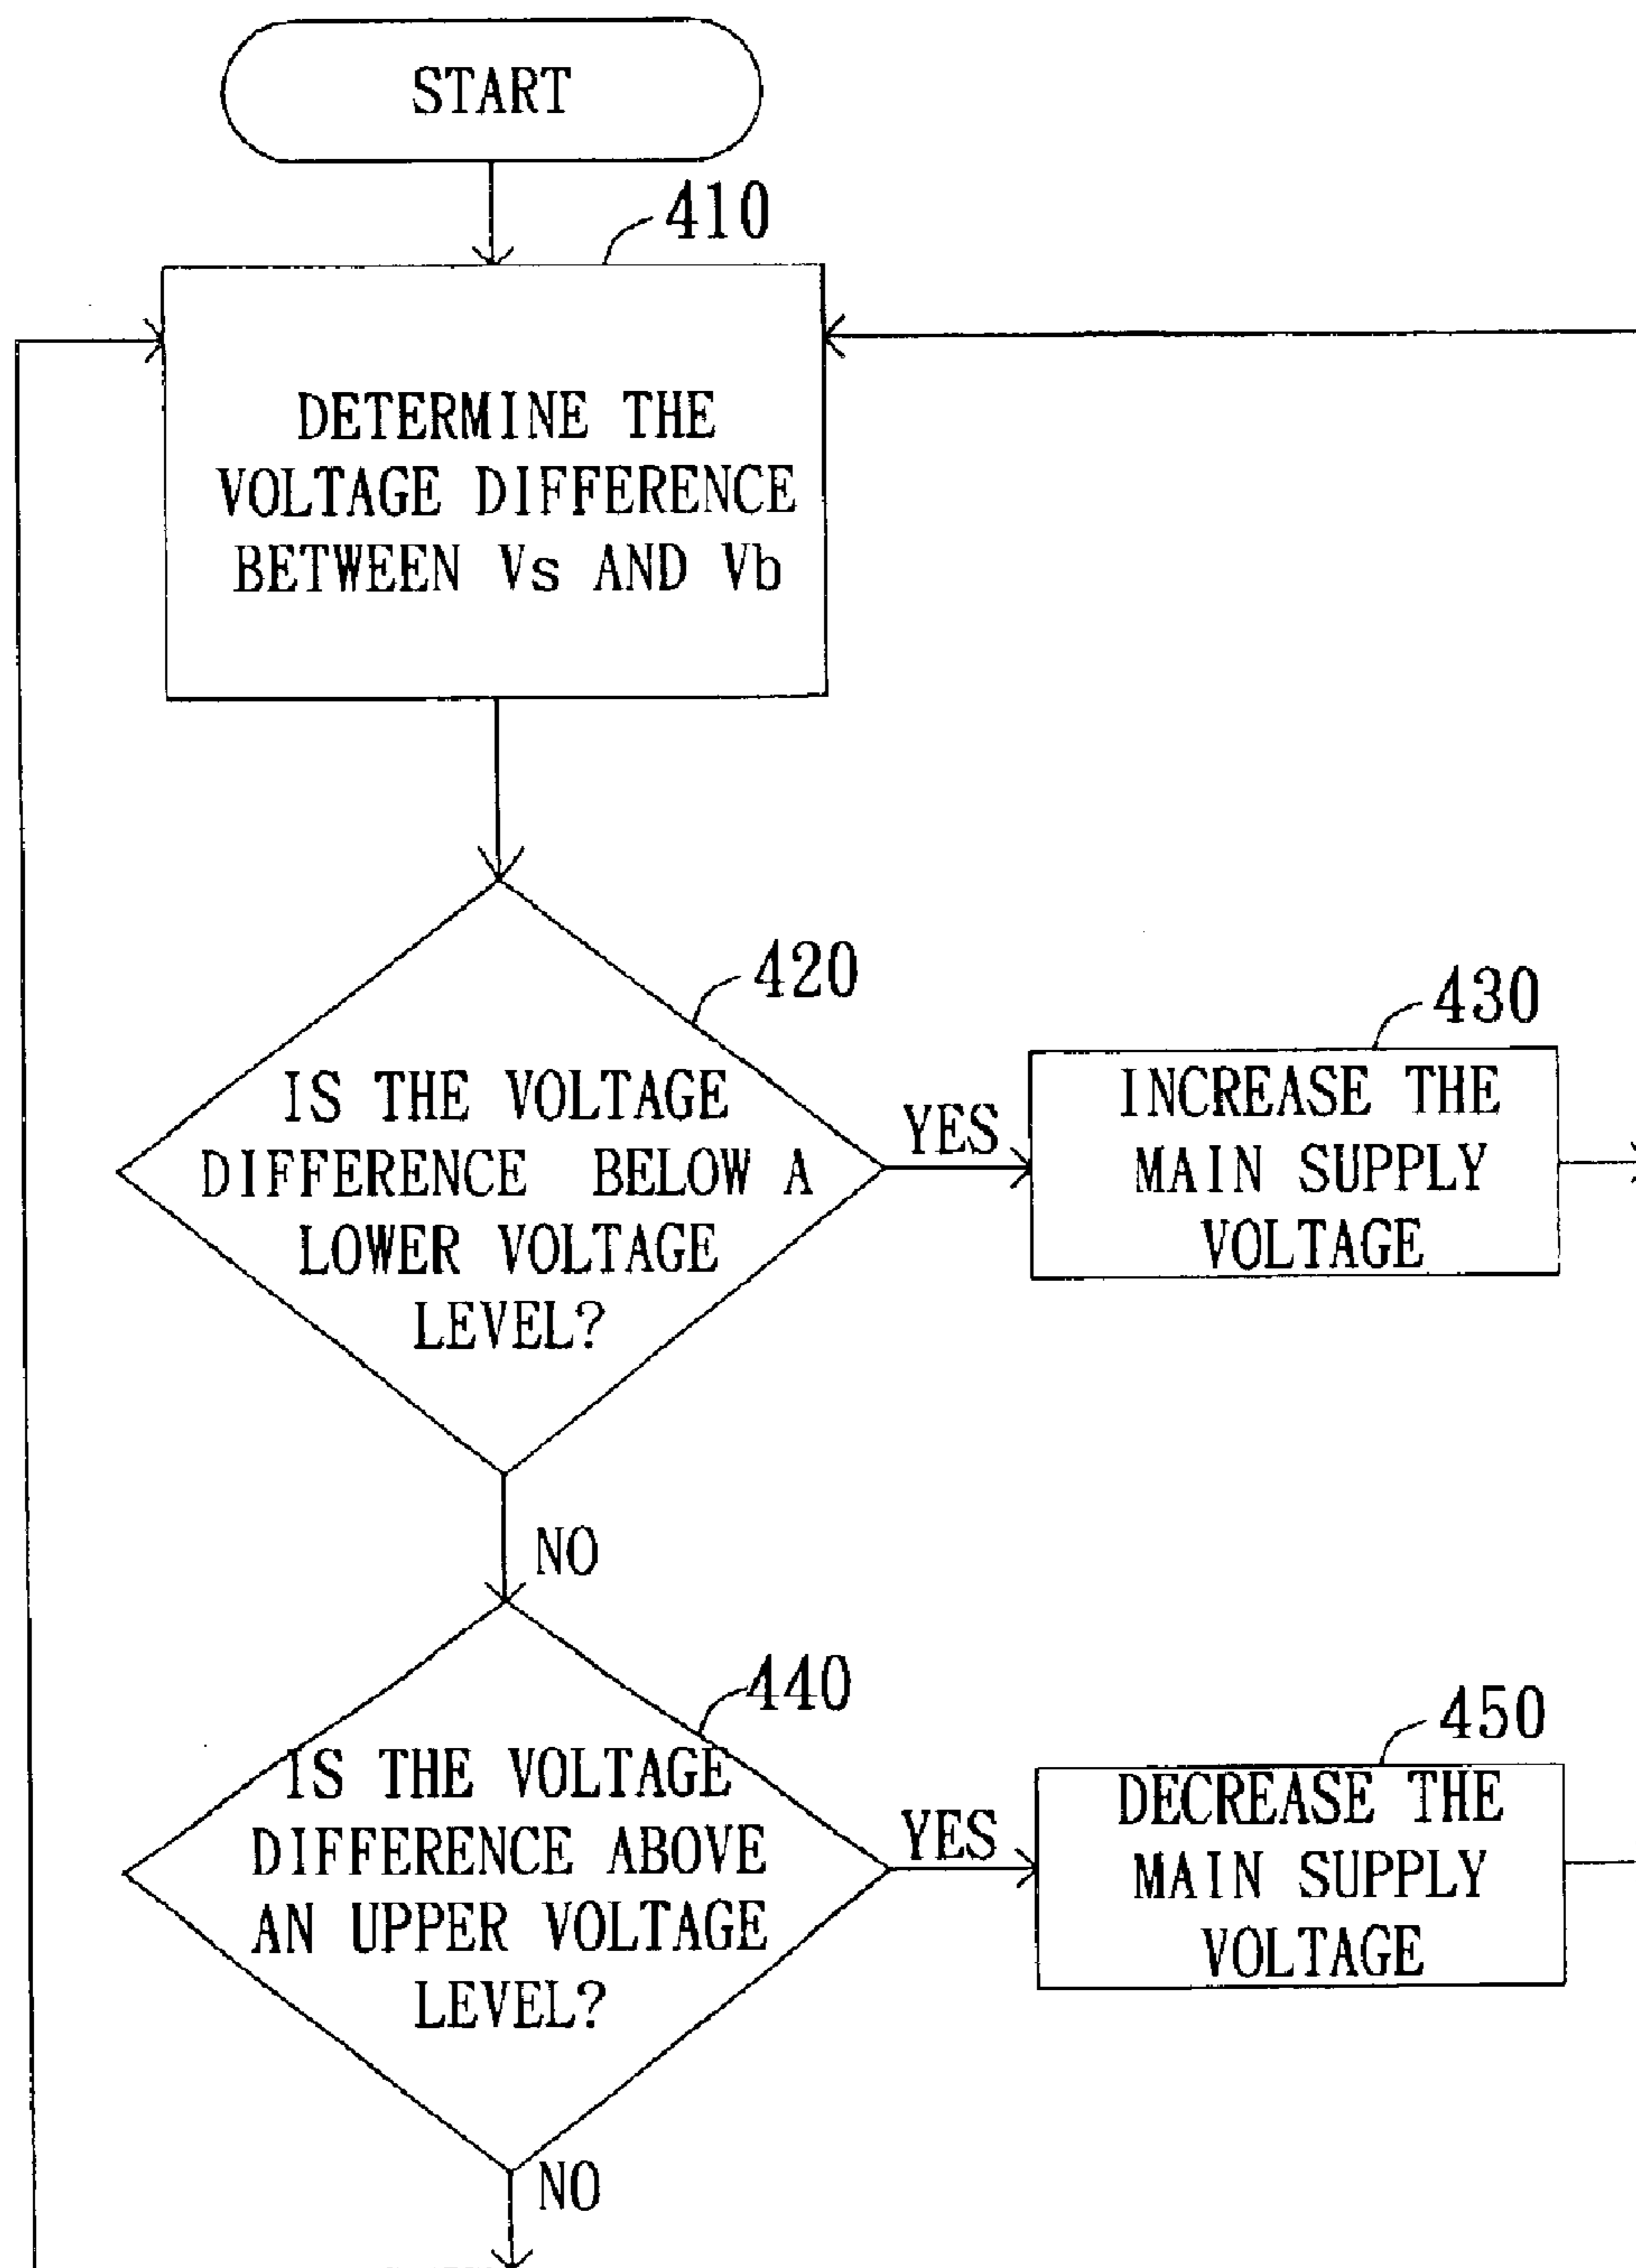 START
410
DETERMINE THE
VOLTAGE DIFFERENCE
BETWEEN Vs AND Vb
420
IS THE VOLTAGE
DIFFERENCE BELOW A
LOWER VOLTAGE
LEVEL?
YES
430
INCREASE THE
MAIN SUPPLY
VOLTAGE
NO
440
IS THE VOLTAGE
DIFFERENCE ABOVE
AN UPPER VOLTAGE
LEVEL?
YES
450
DECREASE THE
MAIN SUPPLY
VOLTAGE
NO